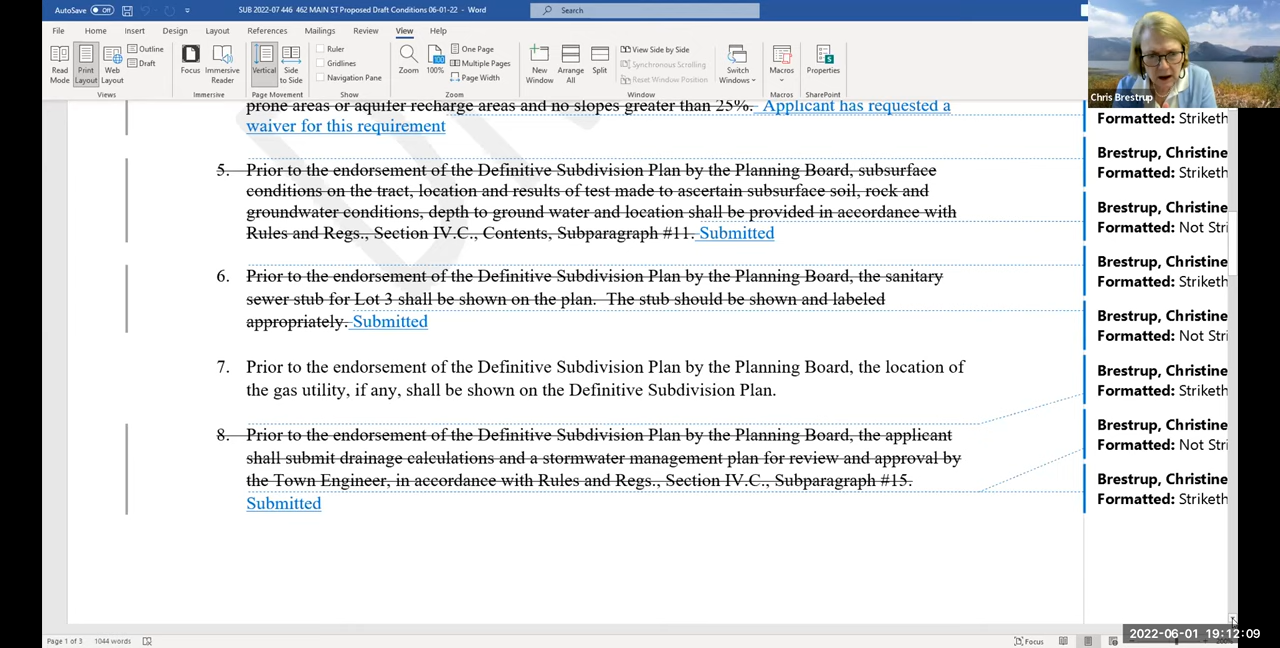 AutoSave Off SUB 2022-07 446 462 MAIN ST Proposed Draft Conditions 06-01-22 - Word Search
File Home Insert Design Layout References Mailings Review View Help
Read Mode Print Layout Web Layout Outline Draft Focus Immersive Reader Vertical Side to Side Ruler Gridlines Navigation Pane Zoom 100% One Page Multiple Pages Page Width New Window Arrange All Split View Side by Side Synchronous Scrolling Reset Window Position Switch Windows Macros Properties
Views Immersive Page Movement Show Zoom Window Macros SharePoint
Chris Brestrup
prone areas or aquifer recharge areas and no slopes greater than 25%. Applicant has requested a
waiver for this requirement
5. Prior to the endorsement of the Definitive Subdivision Plan by the Planning Board, subsurface
conditions on the tract, location and results of test made to ascertain subsurface soil, rock and
groundwater conditions, depth to ground water and location shall be provided in accordance with
Rules and Regs., Section IV.C., Contents, Subparagraph #11. Submitted
6. Prior to the endorsement of the Definitive Subdivision Plan by the Planning Board, the sanitary
sewer stub for Lot 3 shall be shown on the plan. The stub should be shown and labeled
appropriately. Submitted
7. Prior to the endorsement of the Definitive Subdivision Plan by the Planning Board, the location of
the gas utility, if any, shall be shown on the Definitive Subdivision Plan.
8. Prior to the endorsement of the Definitive Subdivision Plan by the Planning Board, the applicant
shall submit drainage calculations and a stormwater management plan for review and approval by
the Town Engineer, in accordance with Rules and Regs., Section IV.C., Subparagraph #15.
Submitted
Formatted: Striketh
Brestrup, Christine
Formatted: Striketh
Brestrup, Christine
Formatted: Not Stri
Brestrup, Christine
Formatted: Striketh
Brestrup, Christine
Formatted: Not Stri
Brestrup, Christine
Formatted: Striketh
Brestrup, Christine
Formatted: Not Stri
Brestrup, Christine
Formatted: Striketh
Page 1 of 3 1044 words Focus
2022-06-01 19:12:09